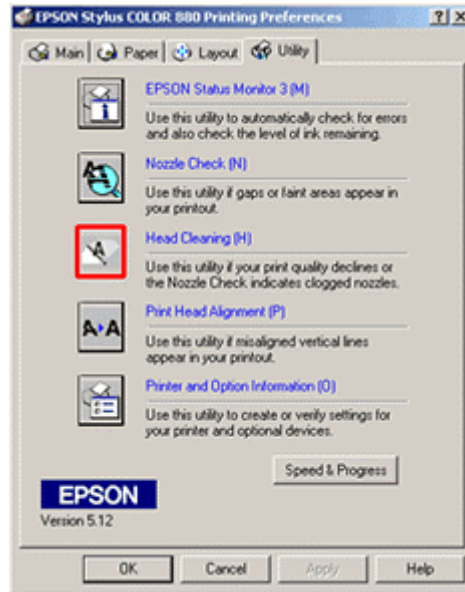 EPSON Stylus COLOR 880 Printing Preferences
Main Paper Layout Utility
EPSON Status Monitor 3 (M)
Use this utility to automatically check for errors
and also check the level of ink remaining.
Nozzle Check (N)
Use this utility if gaps or faint areas appear in
your printout.
Head Cleaning (H)
Use this utility if your print quality declines or
the Nozzle Check indicates clogged nozzles.
Print Head Alignment (P)
Use this utility if misaligned vertical lines
appear in your printout.
Printer and Option Information (O)
Use this utility to create or verify settings for
your printer and optional devices.
Speed & Progress
EPSON
Version 5.12
OK Cancel Apply Help